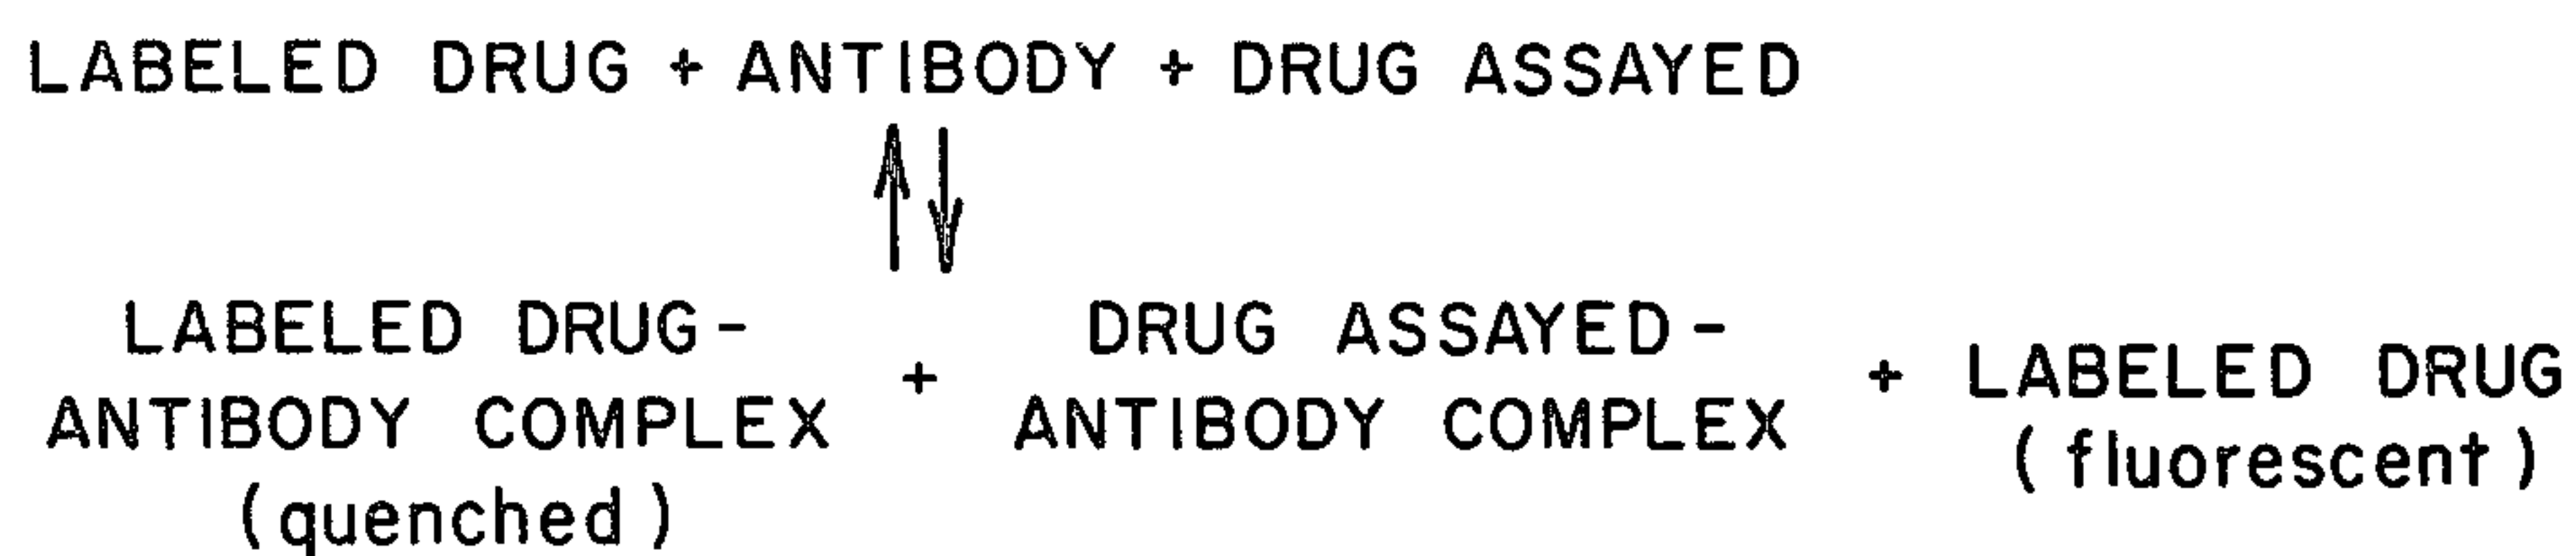 LABELED DRUG + ANTIBODY + DRUG ASSAYED
LABELED DRUG-
ANTIBODY COMPLEX
(quenched)
+
DRUG ASSAYED-
ANTIBODY COMPLEX
+ LABELED DRUG
(fluorescent)